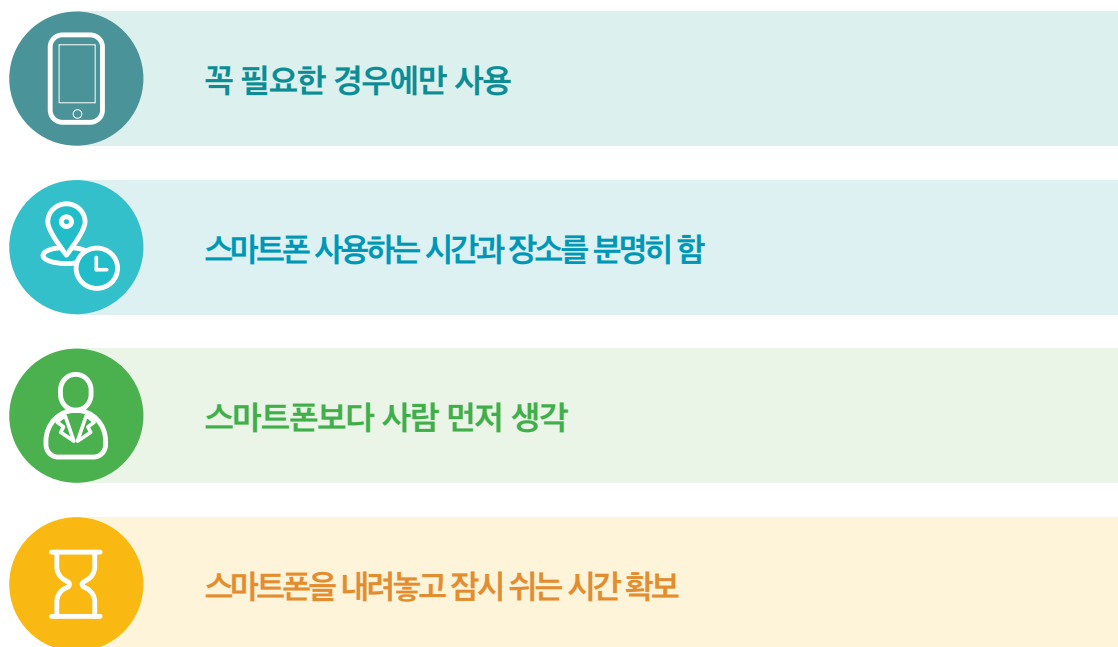 꼭 필요한 경우에만 사용
스마트폰 사용하는 시간과 장소를 분명히 함
스마트폰보다 사람 먼저 생각
스마트폰을 내려놓고 잠시 쉬는 시간 확보